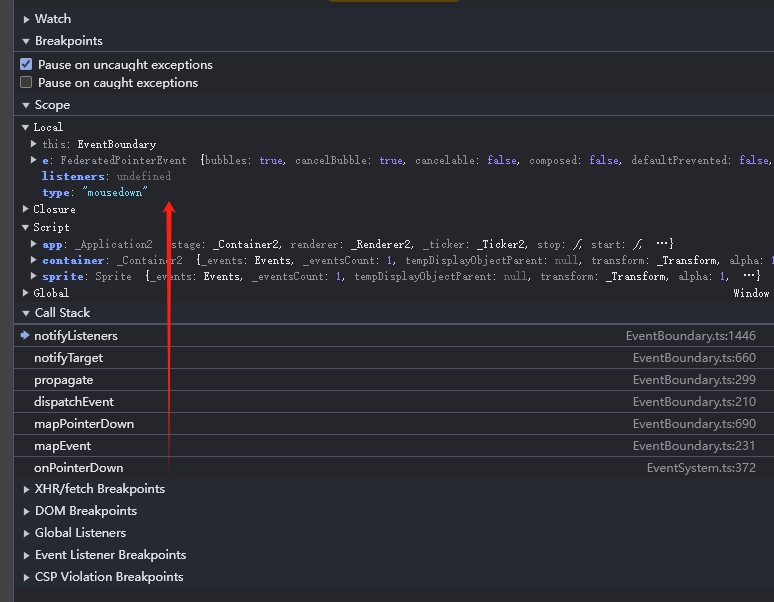 Watch
Breakpoints
Pause on uncaught exceptions
Pause on caught exceptions
Scope
Local
this: EventBoundary
e: FederatedPointerEvent {bubbles: true, cancelBubble: true, cancelable: false, composed: false, defaultPrevented: false,
listeners: undefined
type: "mousedown"
Closure
Script
app: _Application2 stage: _Container2, renderer: _Renderer2, _ticker: _Ticker2, stop: ƒ, start: ƒ, …}
container: _Container2 {_events: Events, _eventsCount: 1, tempDisplayObjectParent: null, transform: _Transform, alpha: 1
sprite: Sprite {_events: Events, _eventsCount: 1, tempDisplayObjectParent: null, transform: _Transform, alpha: 1, …}
Global Window
Call Stack
notifyListeners EventBoundary.ts:1446
notifyTarget EventBoundary.ts:660
propagate EventBoundary.ts:299
dispatchEvent EventBoundary.ts:210
mapPointerDown EventBoundary.ts:690
mapEvent EventBoundary.ts:231
onPointerDown EventSystem.ts:372
XHR/fetch Breakpoints
DOM Breakpoints
Global Listeners
Event Listener Breakpoints
CSP Violation Breakpoints